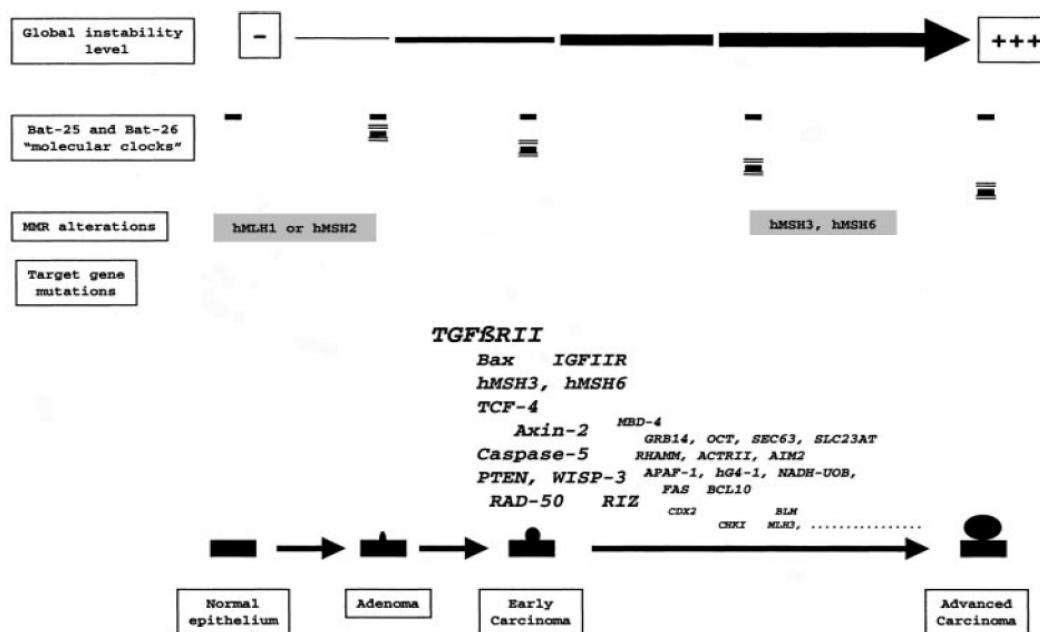 Global instability
level
-
+++
Bat-25 and Bat-26
"molecular clocks"
MMR alterations
hMLH1 or hMSH2
hMSH3, hMSH6
Target gene
mutations
TGFßRII
Bax IGFIIR
hMSH3, hMSH6
TCF-4
Axin-2
MBD-4
GRB14, OCT, SEC63, SLC23AT
Caspase-5
RHAMM, ACTRII, AIM2
PTEN, WISP-3
APAF-1, hG4-1, NADH-UOB,
FAS BCL10
RAD-50 RIZ
CDX2 BLM
CHKI MLH3, ................
Normal
epithelium
Adenoma
Early
Carcinoma
Advanced
Carcinoma